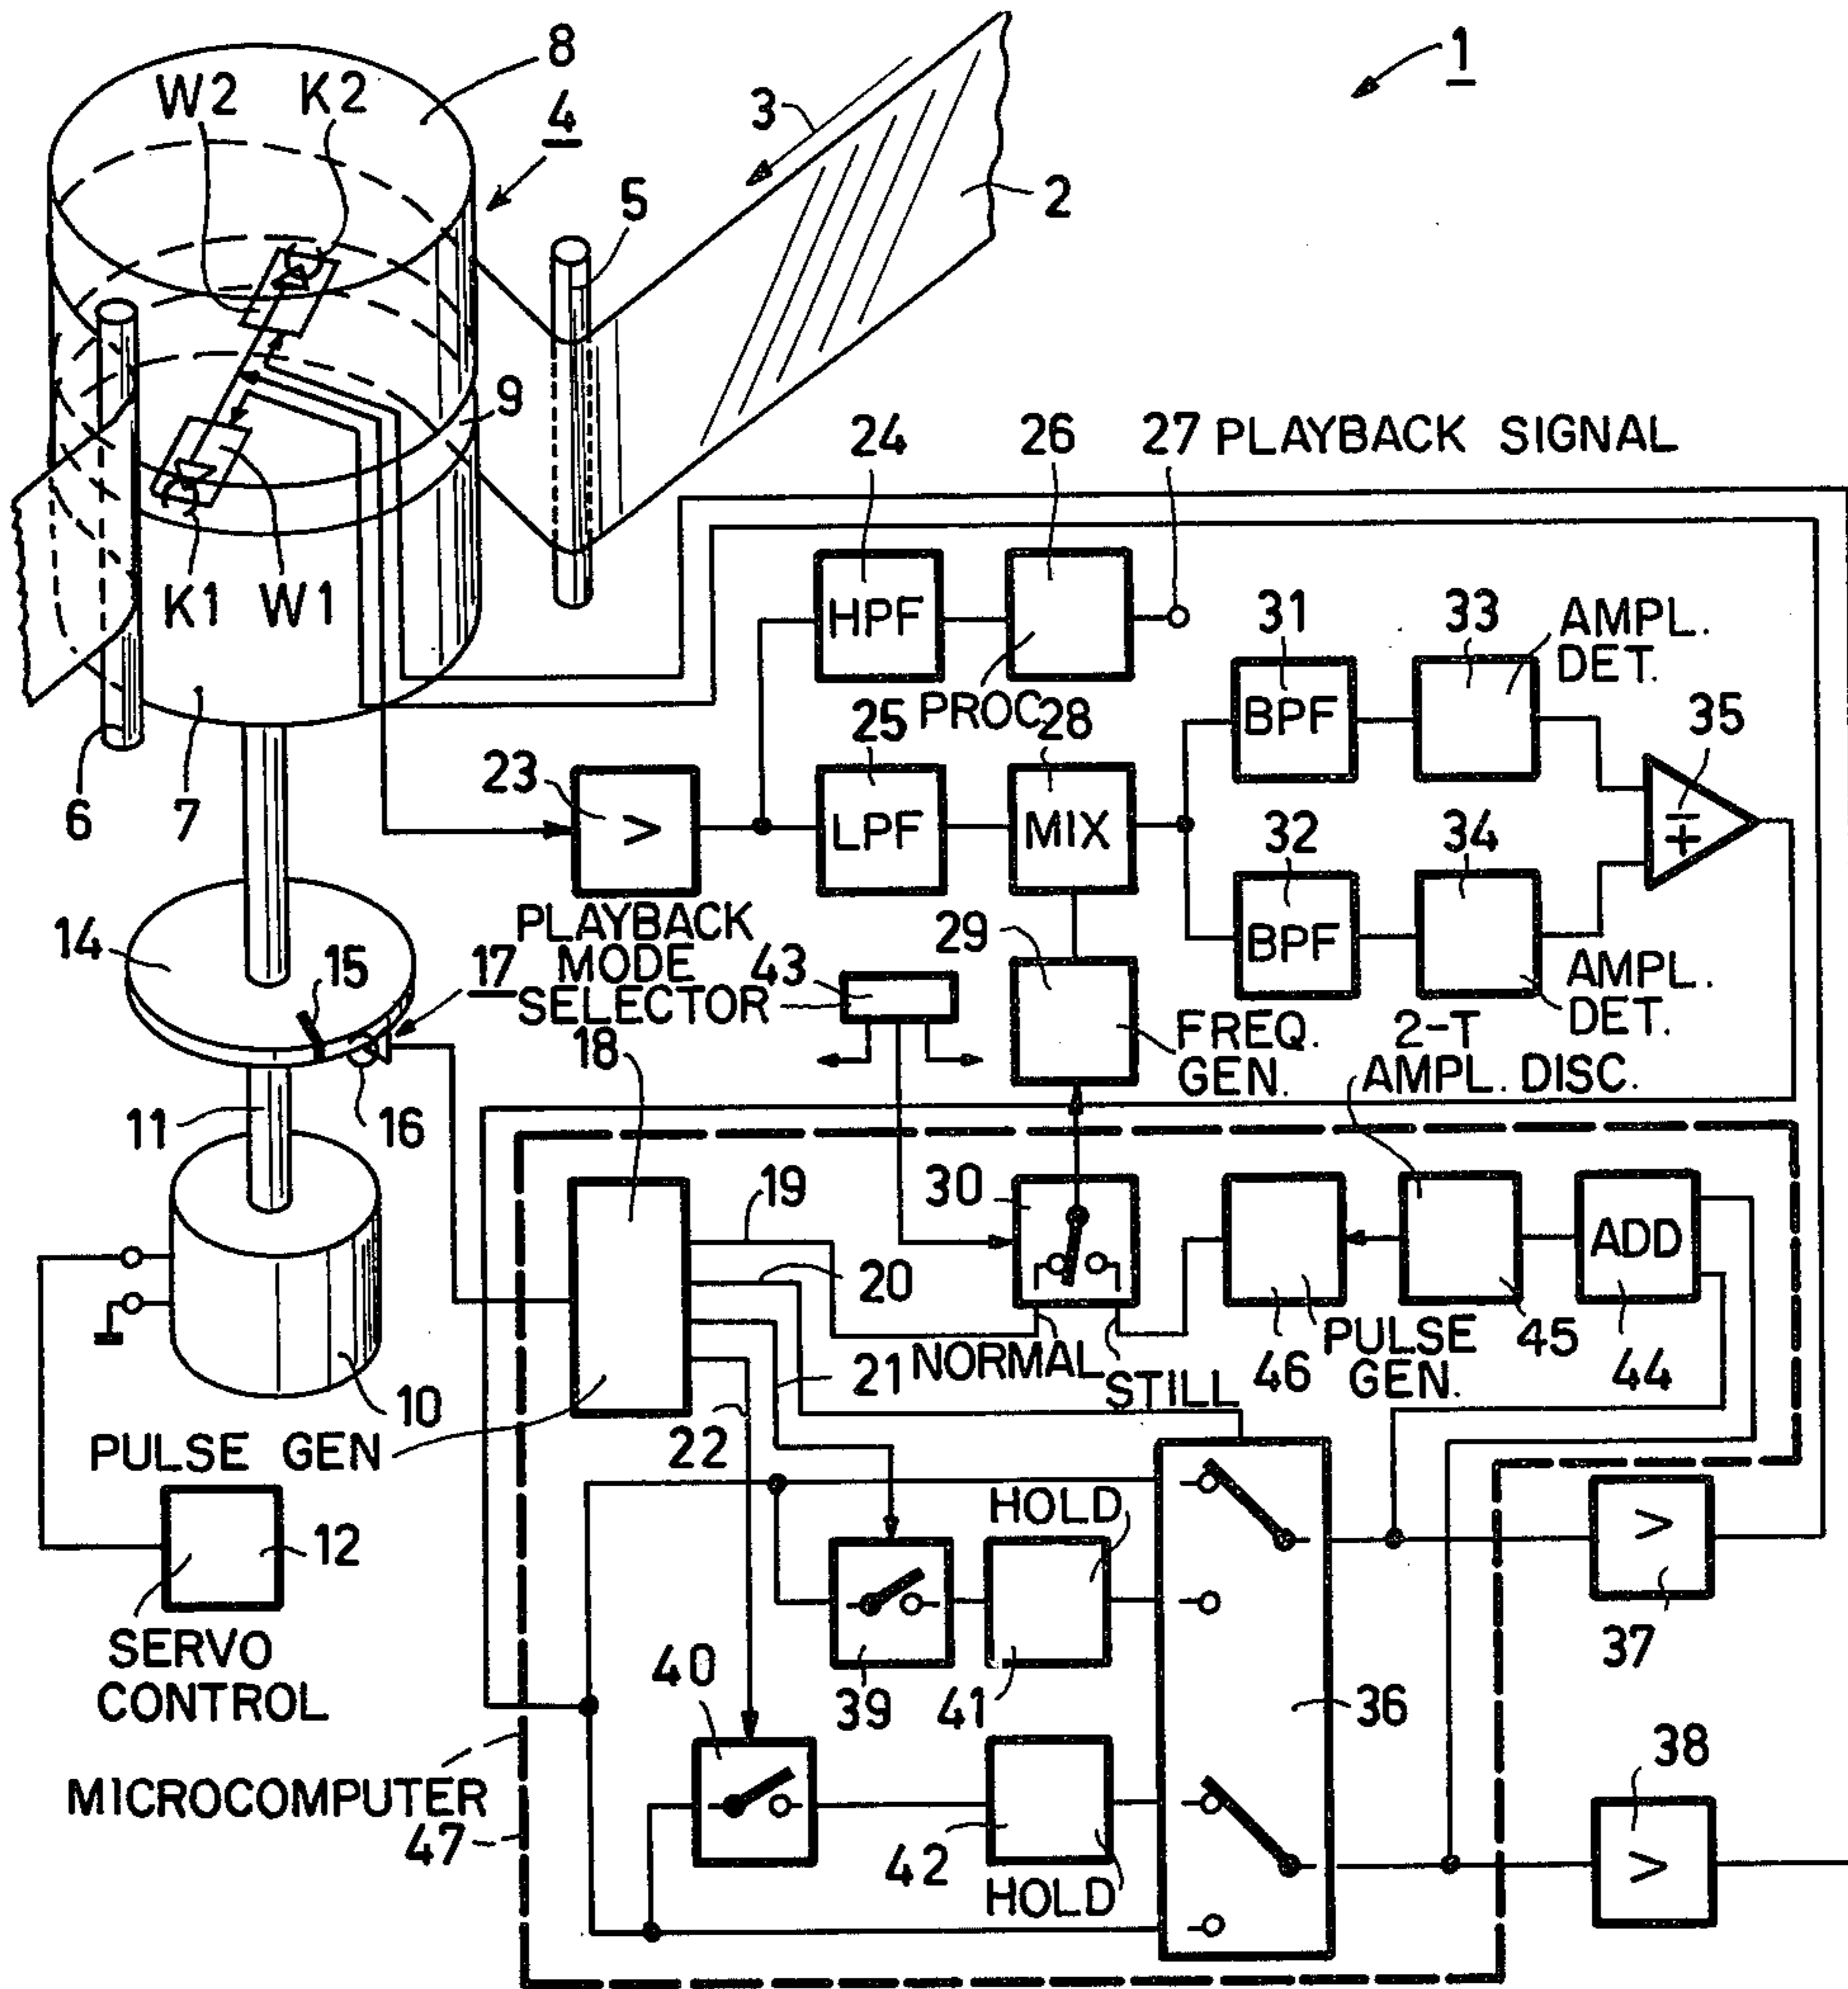 1
8
W2 K2
4
3
5
2
9
24 26 27 PLAYBACK SIGNAL
K1 W1
HPF
31 33 AMPL.
DET.
PROC.
25 28
BPF
35
6 7
23
>
LPF MIX
32 34
- +
BPF
14
15
17
PLAYBACK
MODE
SELECTOR
43
29
AMPL.
DET.
18
FREQ.
GEN.
2-T
AMPL. DISC.
11
16
19
30
20
ADD
10
21
NORMAL
STILL
46
PULSE
GEN.
45
44
PULSE GEN
22
HOLD
12
>
37
SERVO
CONTROL
40
39 41
36
38
MICROCOMPUTER
47
42
HOLD
>